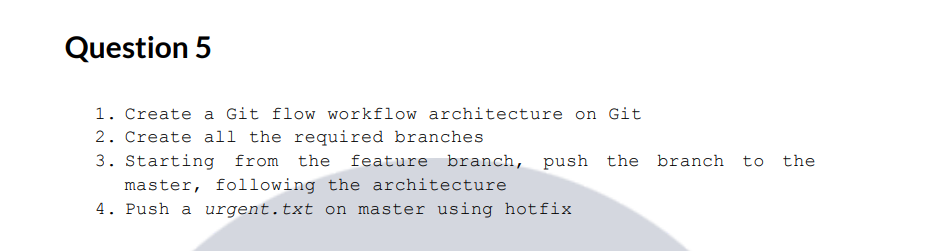 Question 5
1. Create a Git flow workflow architecture on Git
2. Create all the required branches
3. Starting from the feature branch, push the branch to the
master, following the architecture
4. Push a urgent.txt on master using hotfix